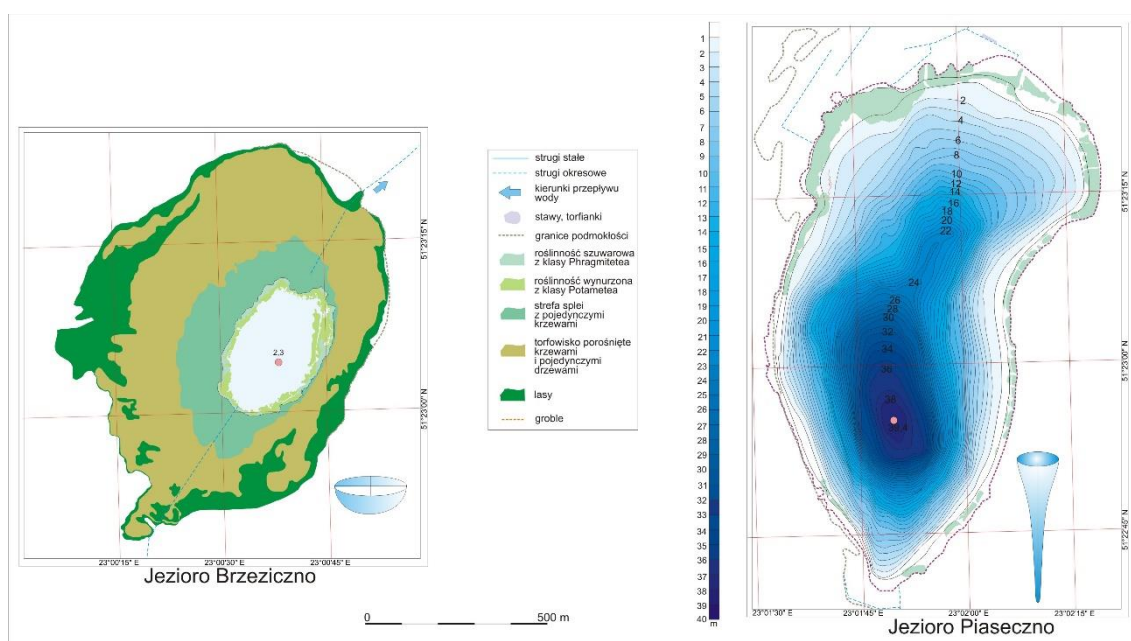 2,3
51°23'15" N
51°23'00" N
23°00'15" E
23°00'30" E
23°00'45" E
Jezioro Brzeziczno
strugi stałe
strugi okresowe
kierunki przepływu
wody
stawy, torfianki
granice podmokłości
roślinność szuwarowa
z klasy Phragmitetea
roślinność wynurzona
z klasy Potametea
strefa splei
z pojedynczymi
krzewami
torfowisko porośnięte
krzewami
i pojedynczymi
drzewami
lasy
groble
0
500 m
1
2
3
4
5
6
7
8
9
10
11
12
13
14
15
16
17
18
19
20
21
22
23
24
25
26
27
28
29
30
31
32
33
34
35
36
37
38
39
40
m
2
4
6
8
10
12
14
16
18
20
22
24
26
28
30
32
34
36
38
51°23'15" N
51°23'00" N
51°22'45" N
23°01'30" E
23°01'45" E
23°02'00" E
23°02'15" E
Jezioro Piaseczno